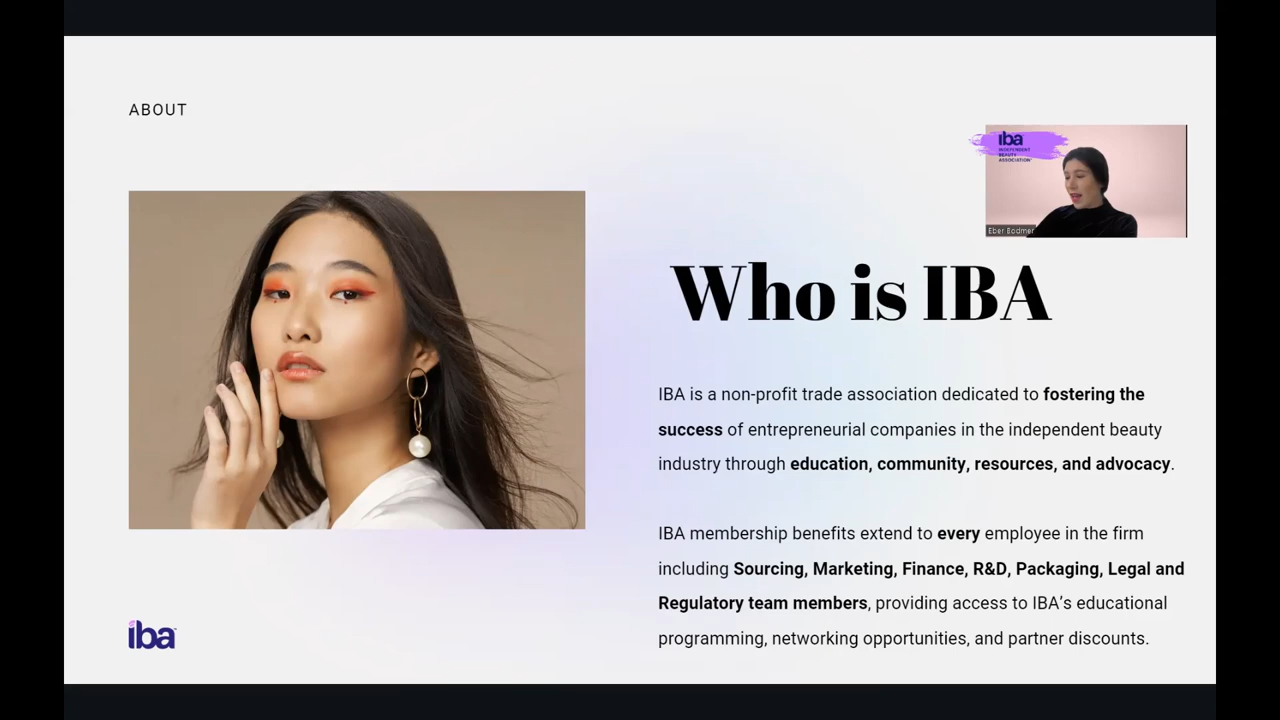 ABOUT
iba
INDEPENDENT
BEAUTY
ASSOCIATION
Eber Bodmer
Who is IBA
IBA is a non-profit trade association dedicated to fostering the
success of entrepreneurial companies in the independent beauty
industry through education, community, resources, and advocacy.
IBA membership benefits extend to every employee in the firm
including Sourcing, Marketing, Finance, R&D, Packaging, Legal and
Regulatory team members, providing access to IBA’s educational
programming, networking opportunities, and partner discounts.
iba